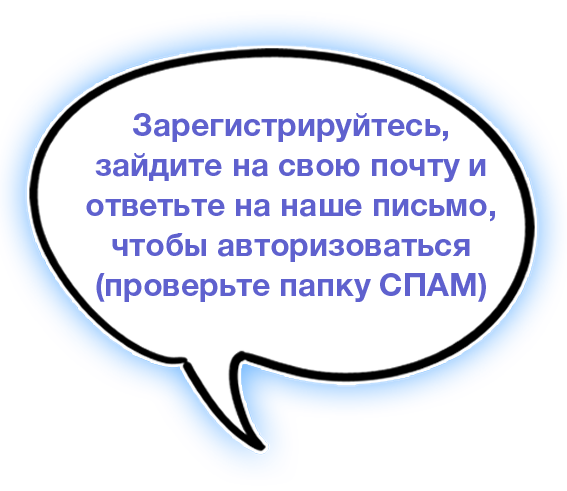 Зарегистрируйтесь,
зайдите на свою почту и
ответьте на наше письмо,
чтобы авторизоваться
(проверьте папку СПАМ)